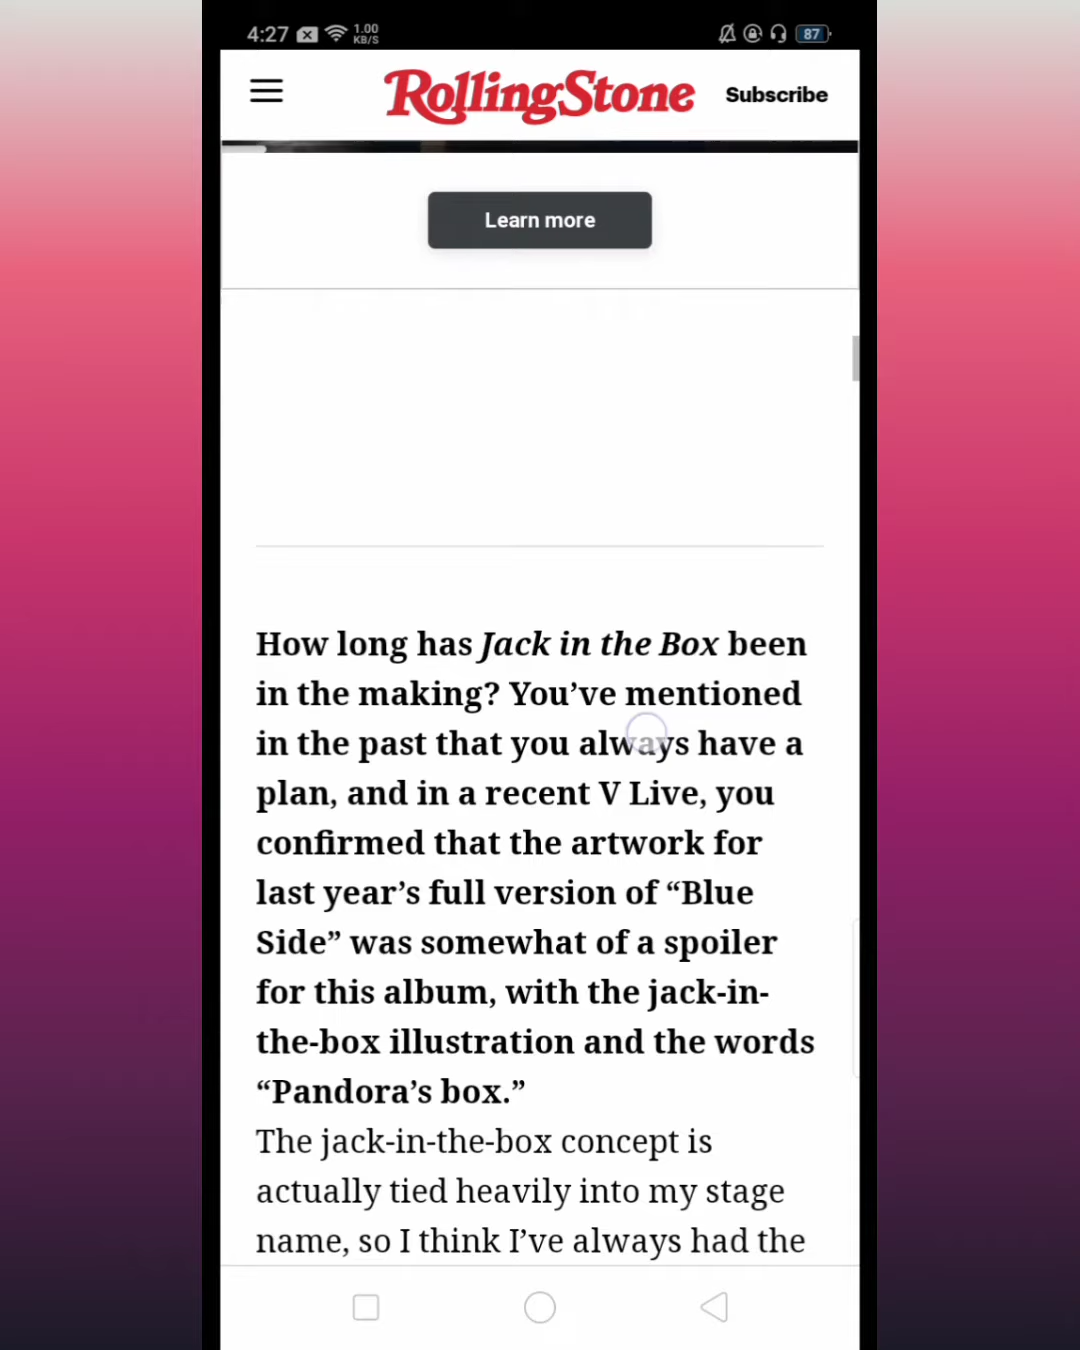 4:27
1.00
KB/S
87
RollingStone
Subscribe
Learn more
How long has Jack in the Box been
in the making? You’ve mentioned
in the past that you always have a
plan, and in a recent V Live, you
confirmed that the artwork for
last year’s full version of “Blue
Side” was somewhat of a spoiler
for this album, with the jack-in-
the-box illustration and the words
“Pandora’s box.”
The jack-in-the-box concept is
actually tied heavily into my stage
name, so I think I’ve always had the